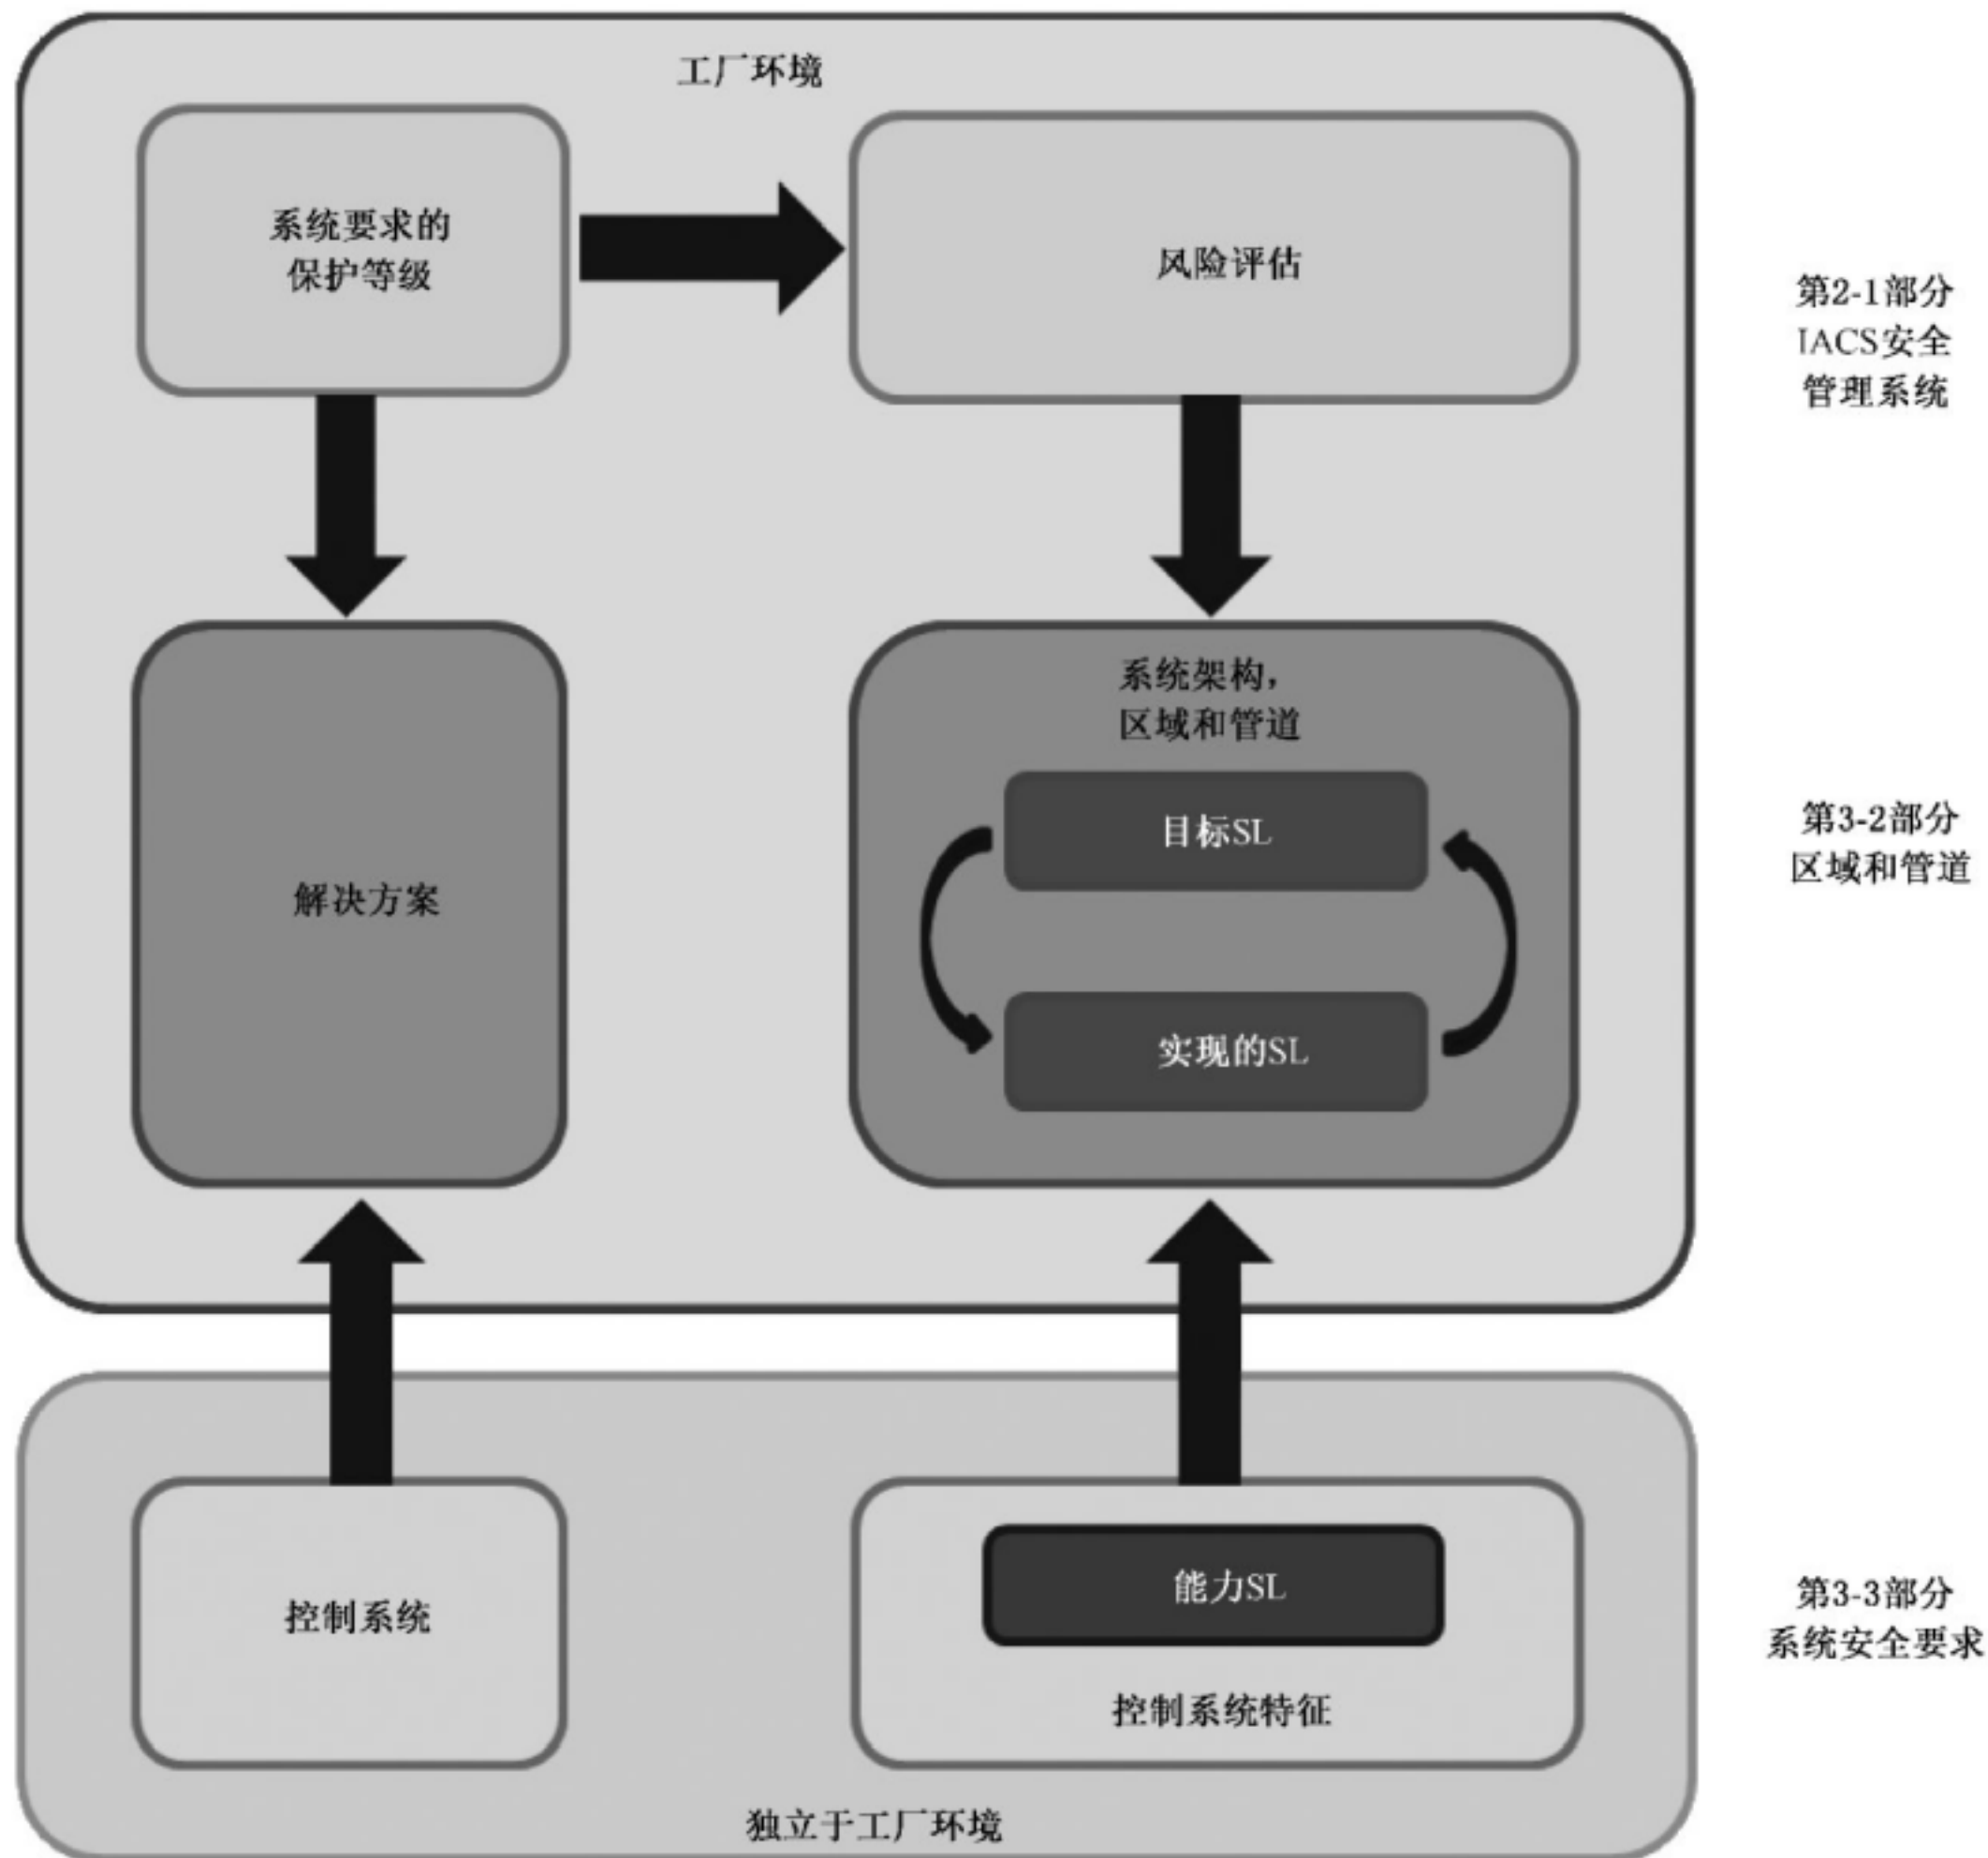 工厂环境
系统要求的
保护等级
风险评估
第2-1部分
IACS安全
管理系统
解决方案
系统架构，
区域和管道
目标SL
实现的SL
第3-2部分
区域和管道
控制系统
能力SL
控制系统特征
第3-3部分
系统安全要求
独立于工厂环境